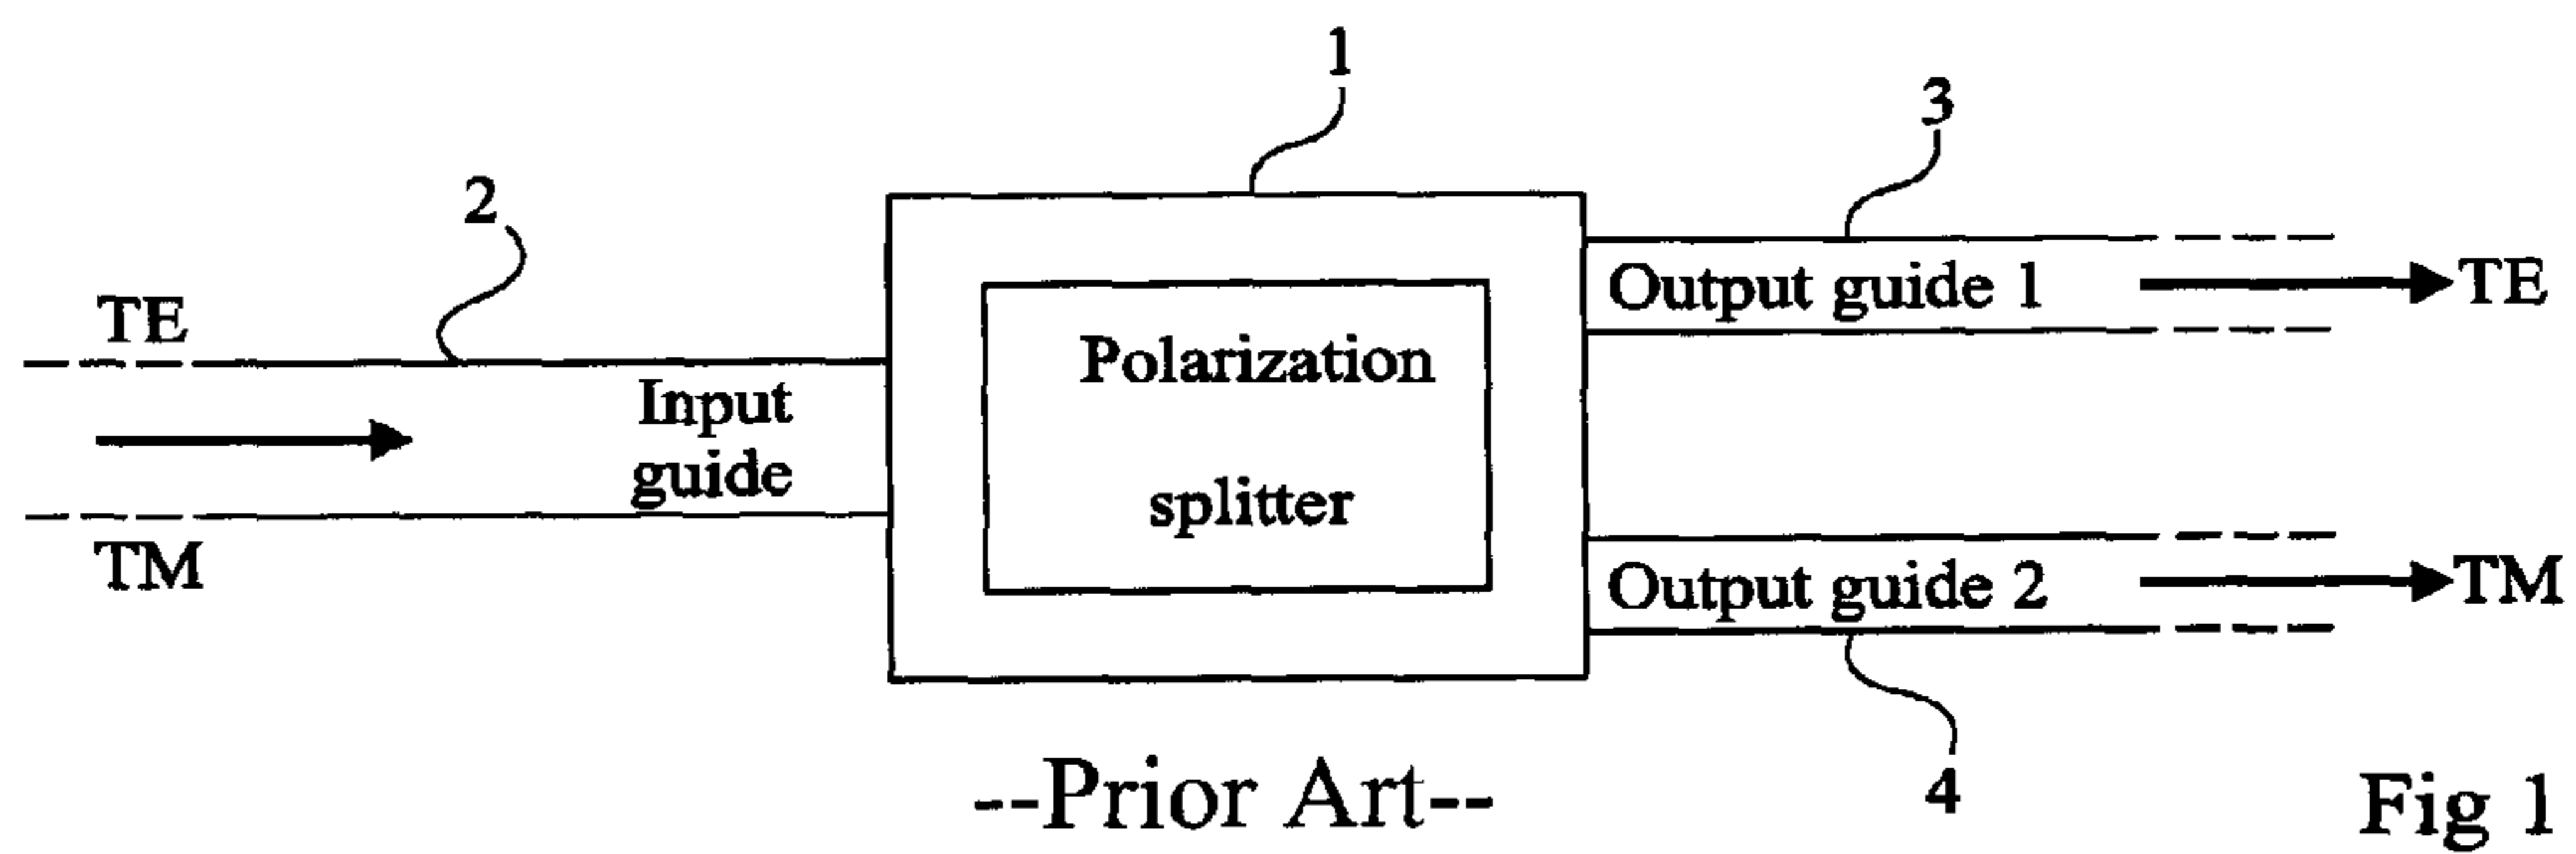 1
3
2
TE
Output guide 1
TE
Input
guide
Polarization
splitter
TM
Output guide 2
TM
4
--Prior Art--
Fig 1